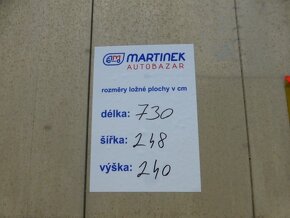 MARTINEK
AUTOBAZAR
rozměry ložné plochy v cm
délka: 730
šířka: 248
výška: 240